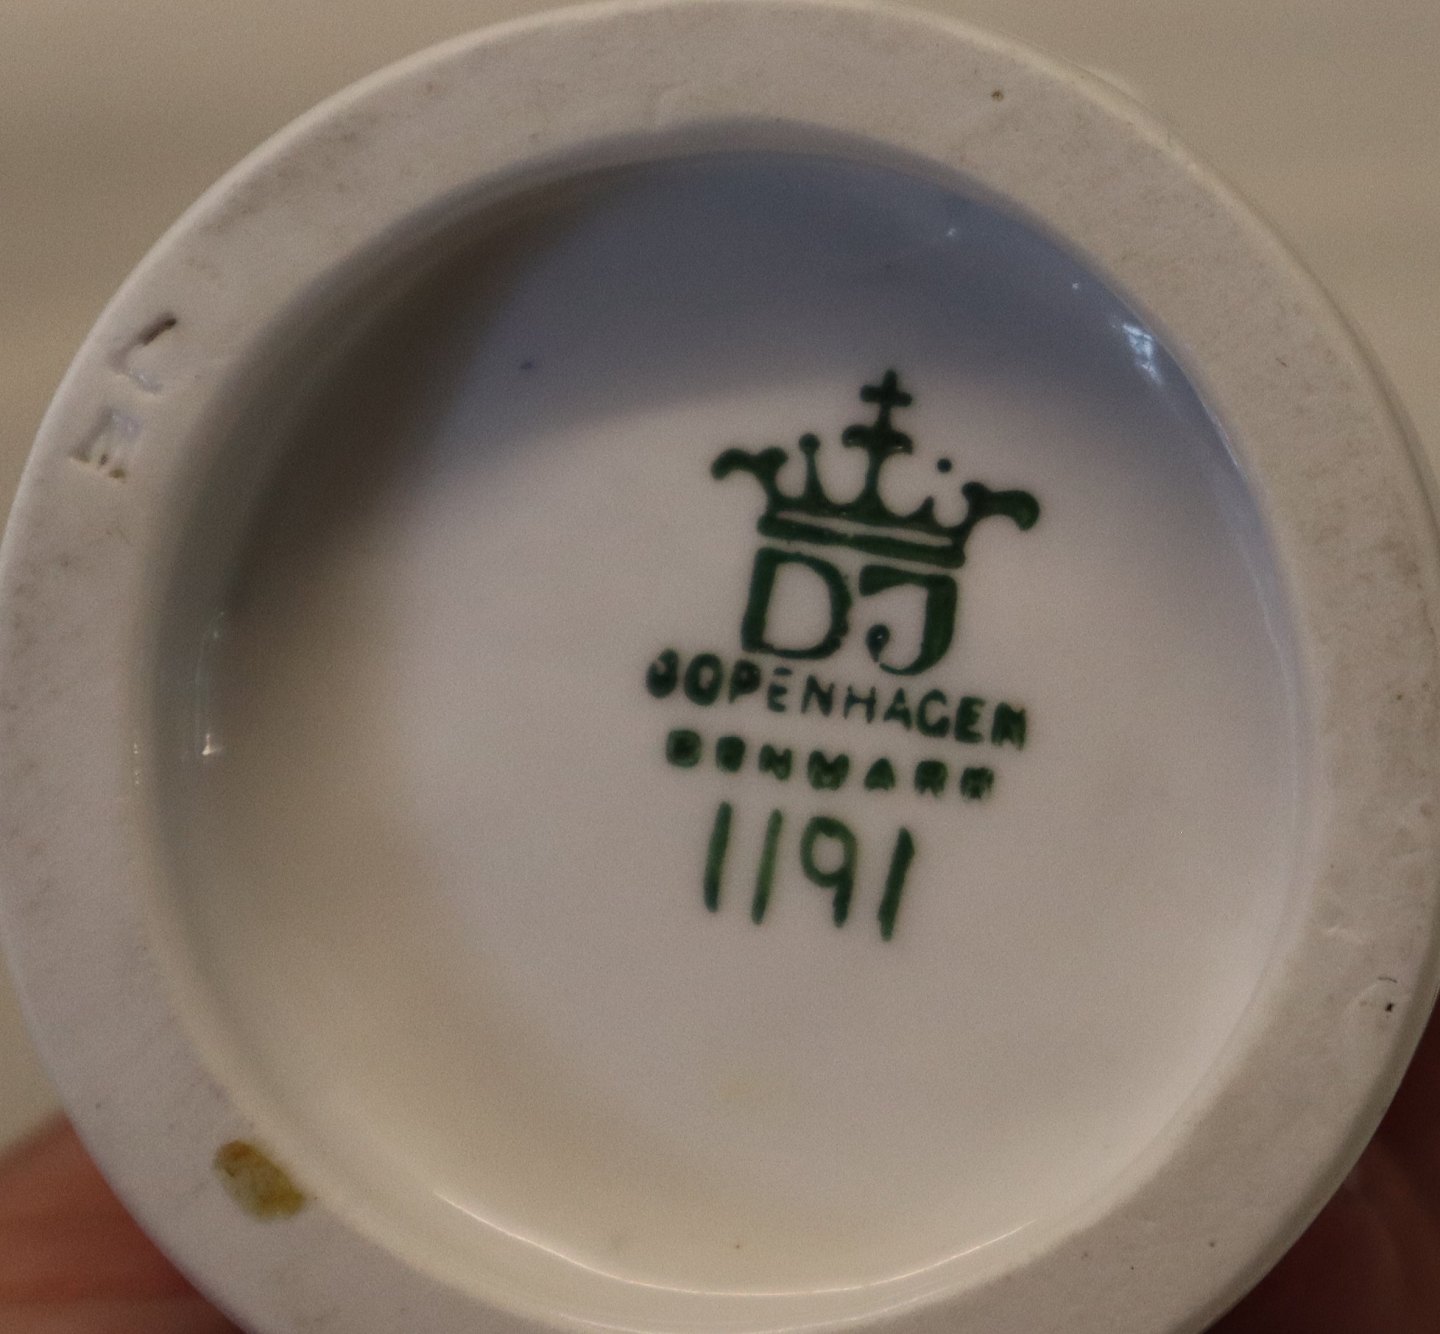 DJ
COPENHAGEN
DENMARK
1191